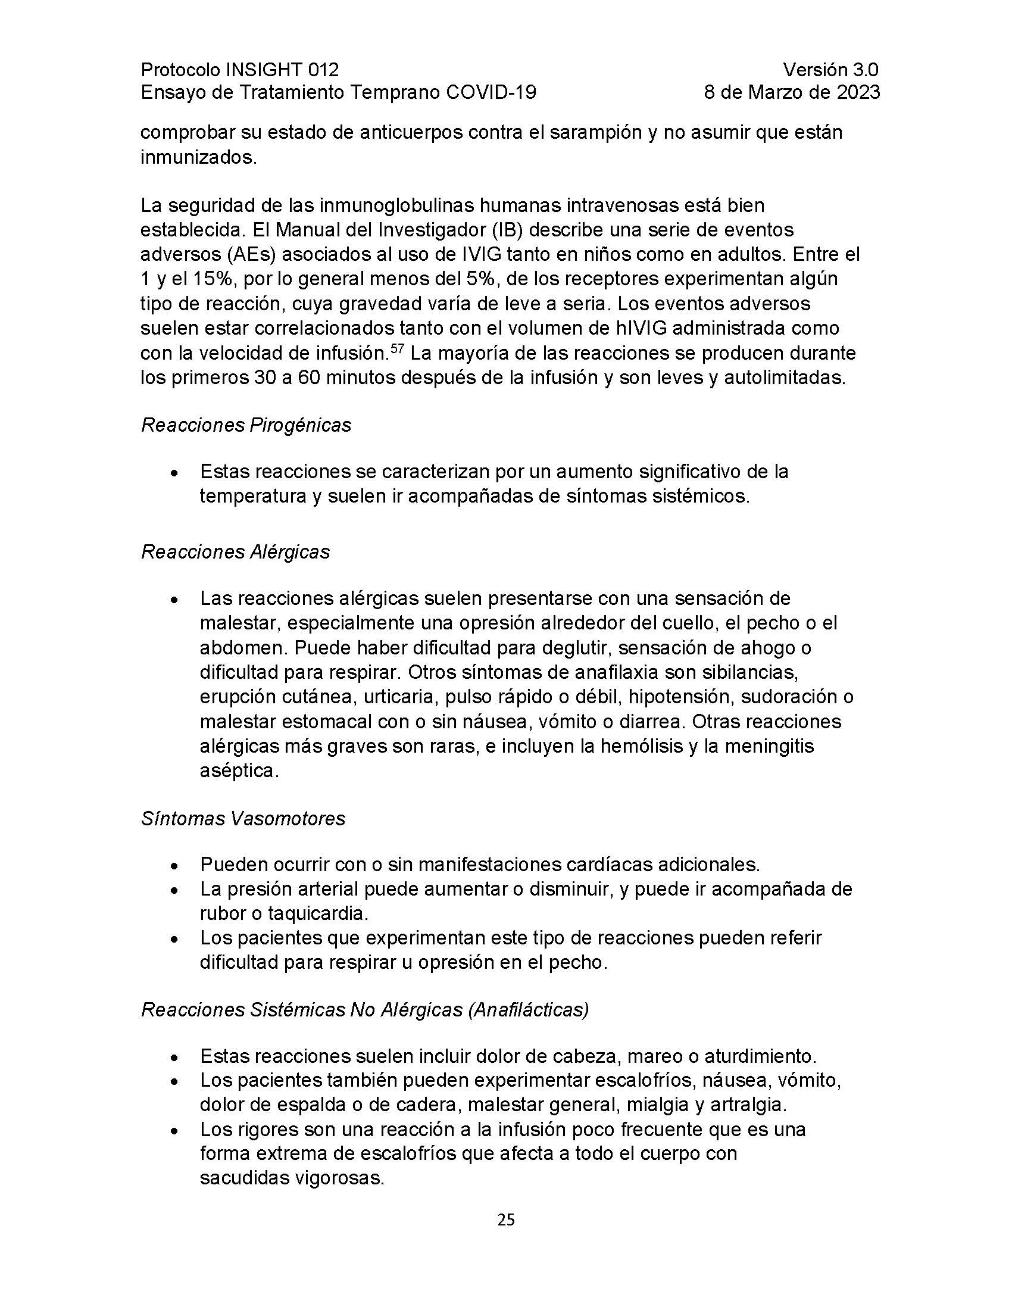 Protocolo INSIGHT 012 Versión 3.0
Ensayo de Tratamiento Temprano COVID-19 8 de Marzo de 2023
comprobar su estado de anticuerpos contra el sarampión y no asumir que están
inmunizados.
La seguridad de las inmunoglobulinas humanas intravenosas está bien
establecida. El Manual del Investigador (IB) describe una serie de eventos
adversos (AEs) asociados al uso de IVIG tanto en niños como en adultos. Entre el
1 y el 15%, por lo general menos del 5%, de los receptores experimentan algún
tipo de reacción, cuya gravedad varía de leve a seria. Los eventos adversos
suelen estar correlacionados tanto con el volumen de hIVIG administrada como
con la velocidad de infusión.57 La mayoría de las reacciones se producen durante
los primeros 30 a 60 minutos después de la infusión y son leves y autolimitadas.
Reacciones Pirogénicas
• Estas reacciones se caracterizan por un aumento significativo de la
temperatura y suelen ir acompañadas de síntomas sistémicos.
Reacciones Alérgicas
• Las reacciones alérgicas suelen presentarse con una sensación de
malestar, especialmente una opresión alrededor del cuello, el pecho o el
abdomen. Puede haber dificultad para deglutir, sensación de ahogo o
dificultad para respirar. Otros síntomas de anafilaxia son sibilancias,
erupción cutánea, urticaria, pulso rápido o débil, hipotensión, sudoración o
malestar estomacal con o sin náusea, vómito o diarrea. Otras reacciones
alérgicas más graves son raras, e incluyen la hemólisis y la meningitis
aséptica.
Síntomas Vasomotores
• Pueden ocurrir con o sin manifestaciones cardíacas adicionales.
• La presión arterial puede aumentar o disminuir, y puede ir acompañada de
rubor o taquicardia.
• Los pacientes que experimentan este tipo de reacciones pueden referir
dificultad para respirar u opresión en el pecho.
Reacciones Sistémicas No Alérgicas (Anafilácticas)
• Estas reacciones suelen incluir dolor de cabeza, mareo o aturdimiento.
• Los pacientes también pueden experimentar escalofríos, náusea, vómito,
dolor de espalda o de cadera, malestar general, mialgia y artralgia.
• Los rigores son una reacción a la infusión poco frecuente que es una
forma extrema de escalofríos que afecta a todo el cuerpo con
sacudidas vigorosas.
25